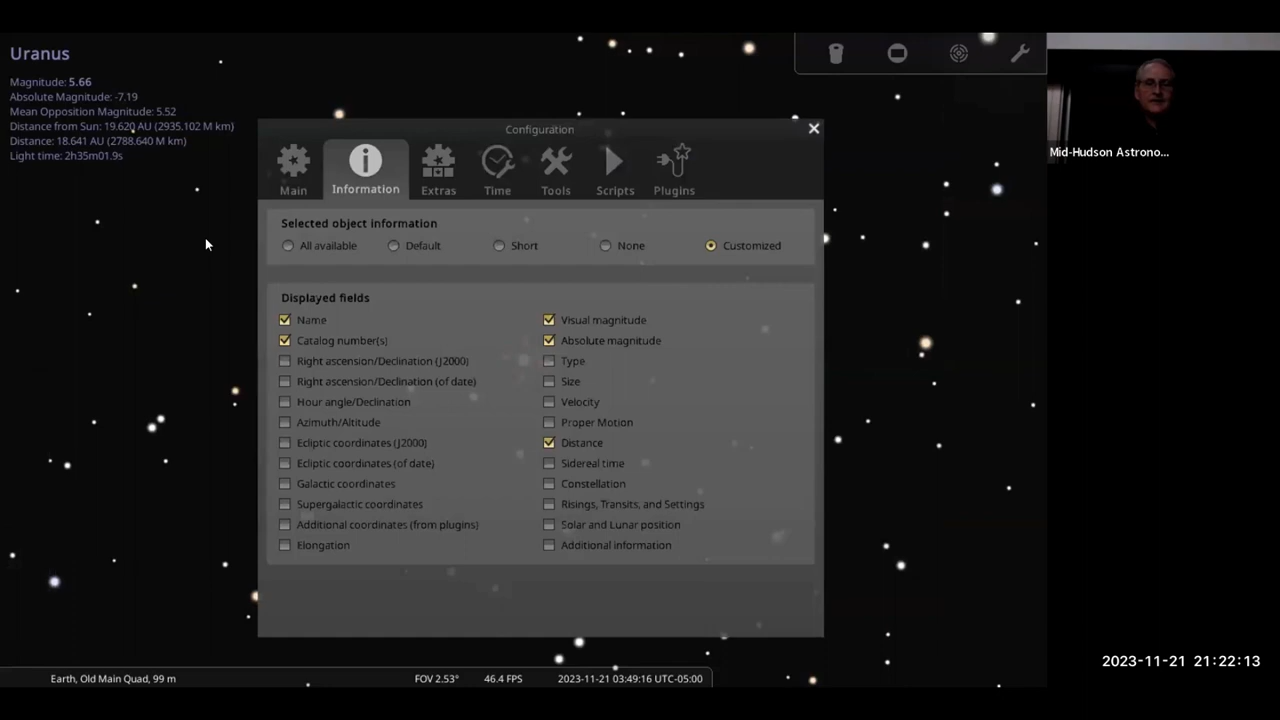 Uranus
Magnitude: 5.66
Absolute Magnitude: -7.19
Mean Opposition Magnitude: 5.52
Distance from Sun: 19.620 AU (2935.102 M km)
Distance: 18.641 AU (2788.640 M km)
Light time: 2h35m01.9s
Configuration
Main Information Extras Time Tools Scripts Plugins
Selected object information
All available Default Short None Customized
Displayed fields
Name Visual magnitude
Catalog number(s) Absolute magnitude
Right ascension/Declination (J2000) Type
Right ascension/Declination (of date) Size
Hour angle/Declination Velocity
Azimuth/Altitude Proper Motion
Ecliptic coordinates (J2000) Distance
Ecliptic coordinates (of date) Sidereal time
Galactic coordinates Constellation
Supergalactic coordinates Risings, Transits, and Settings
Additional coordinates (from plugins) Solar and Lunar position
Elongation Additional information
Earth, Old Main Quad, 99 m FOV 2.53° 46.4 FPS 2023-11-21 03:49:16 UTC-05:00
Mid-Hudson Astrono...
2023-11-21 21:22:13